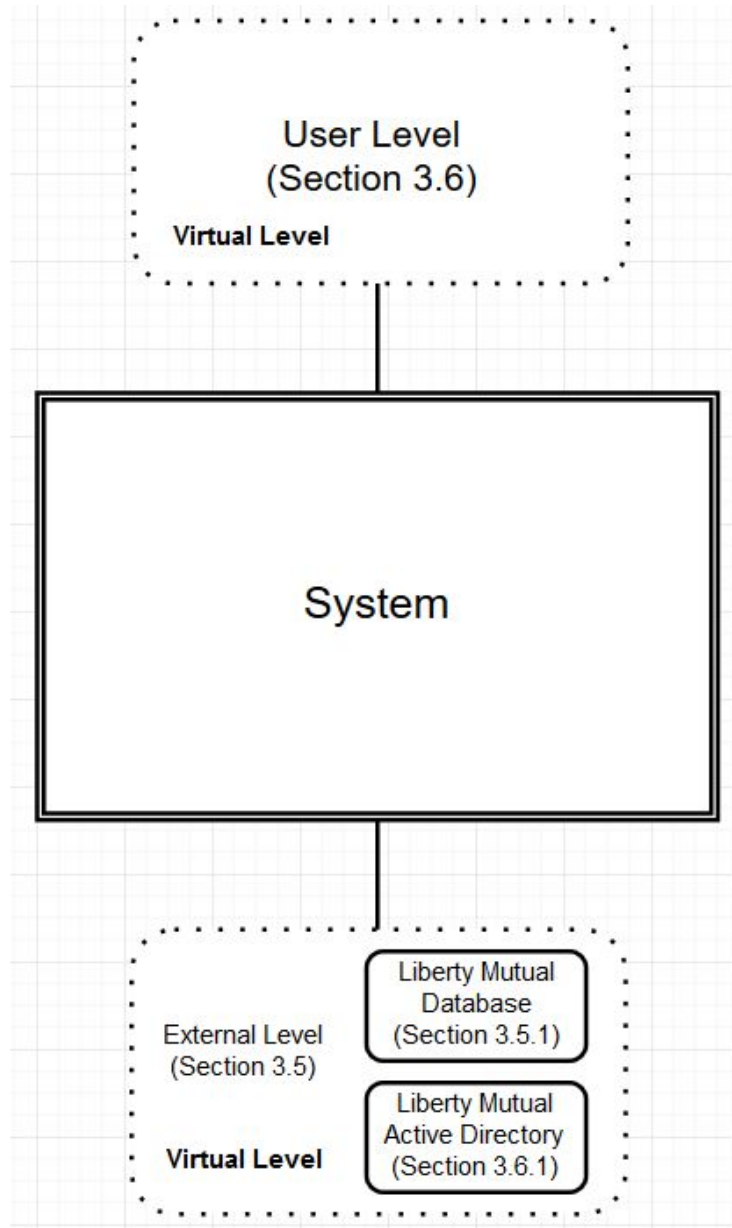 User Level
(Section 3.6)
Virtual Level
System
External Level
(Section 3.5)
Virtual Level
Liberty Mutual
Database
(Section 3.5.1)
Liberty Mutual
Active Directory
(Section 3.6.1)